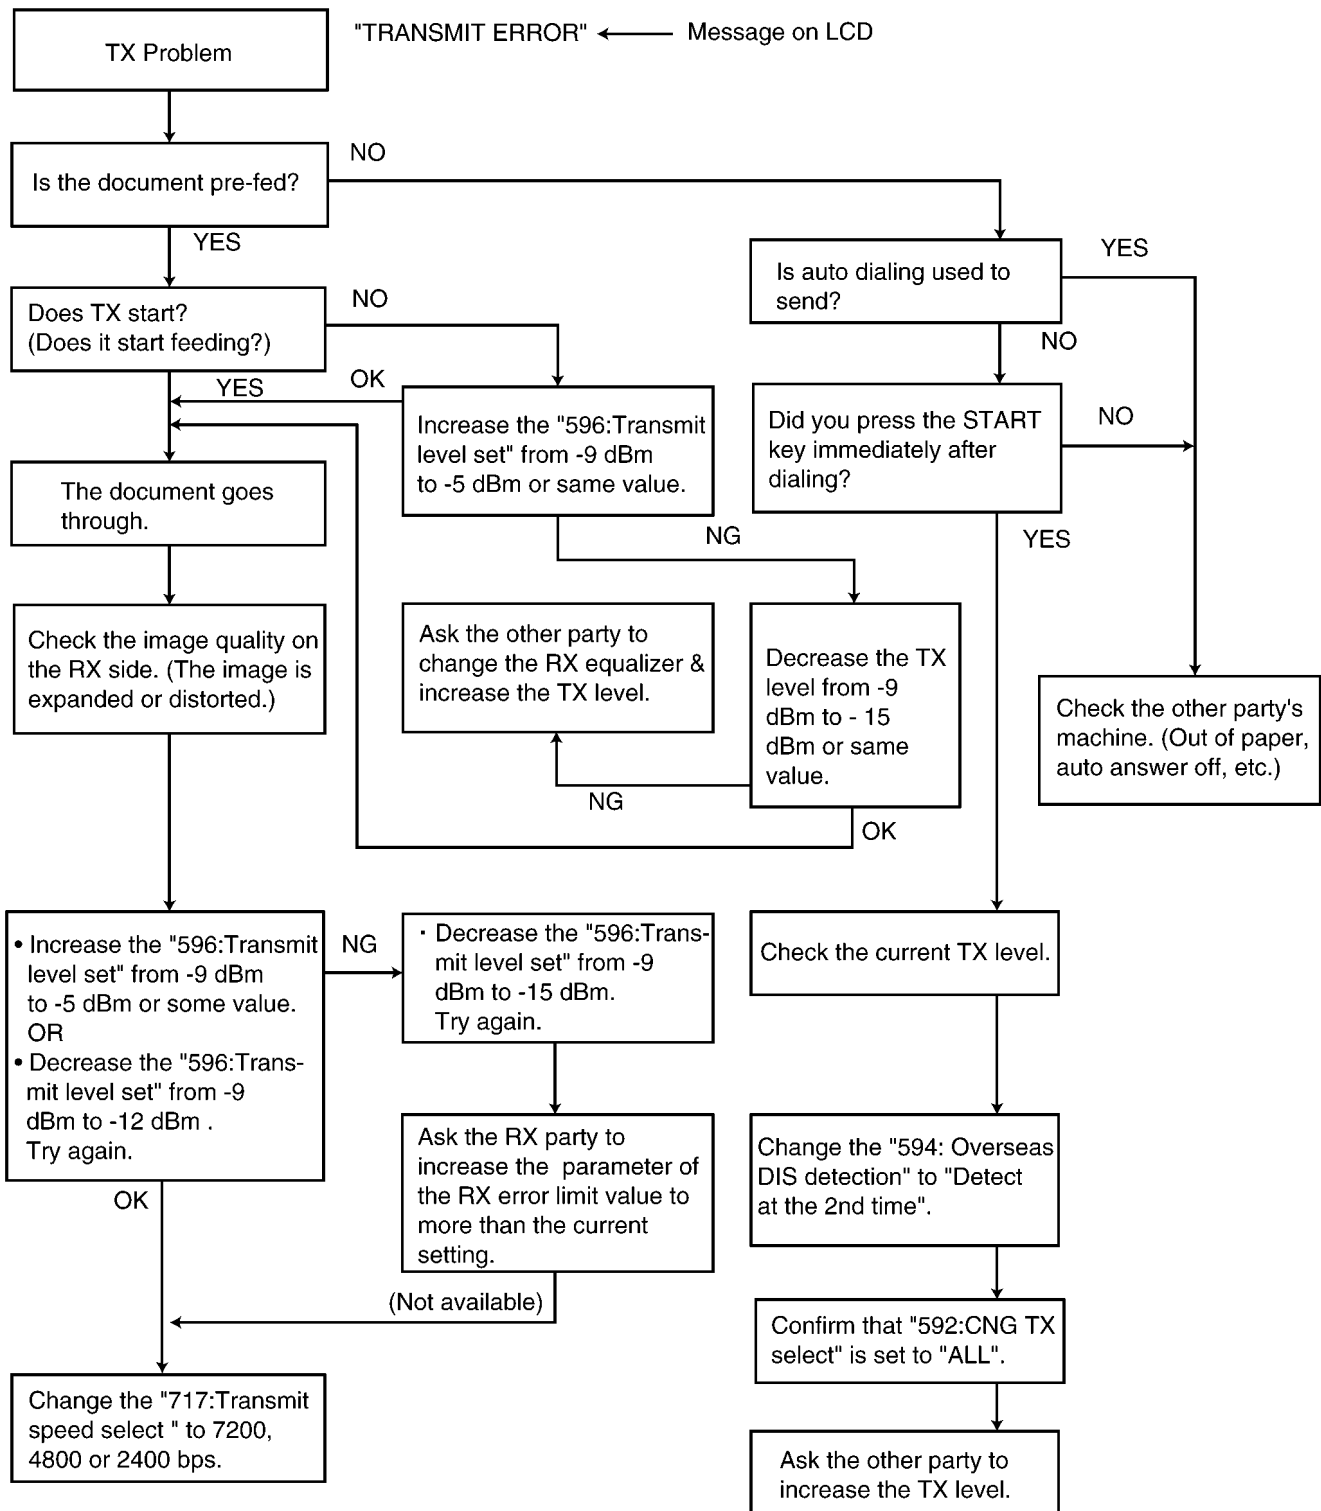 TX Problem
"TRANSMIT ERROR"
Message on LCD
Is the document pre-fed?
NO
YES
Is auto dialing used to
send?
YES
NO
Does TX start?
(Does it start feeding?)
NO
YES
OK
Increase the "596:Transmit
level set" from -9 dBm
to -5 dBm or same value.
NG
Did you press the START
key immediately after
dialing?
NO
YES
The document goes
through.
Check the image quality on
the RX side. (The image is
expanded or distorted.)
Ask the other party to
change the RX equalizer &
increase the TX level.
NG
Decrease the TX
level from -9
dBm to - 15
dBm or same
value.
OK
Check the other party's
machine. (Out of paper,
auto answer off, etc.)
• Increase the "596:Transmit
level set" from -9 dBm
to -5 dBm or some value.
OR
• Decrease the "596:Trans-
mit level set" from -9
dBm to -12 dBm .
Try again.
NG
OK
· Decrease the "596:Trans-
mit level set" from -9
dBm to -15 dBm.
Try again.
Ask the RX party to
increase the parameter of
the RX error limit value to
more than the current
setting.
(Not available)
Change the "717:Transmit
speed select " to 7200,
4800 or 2400 bps.
Check the current TX level.
Change the "594: Overseas
DIS detection" to "Detect
at the 2nd time".
Confirm that "592:CNG TX
select" is set to "ALL".
Ask the other party to
increase the TX level.